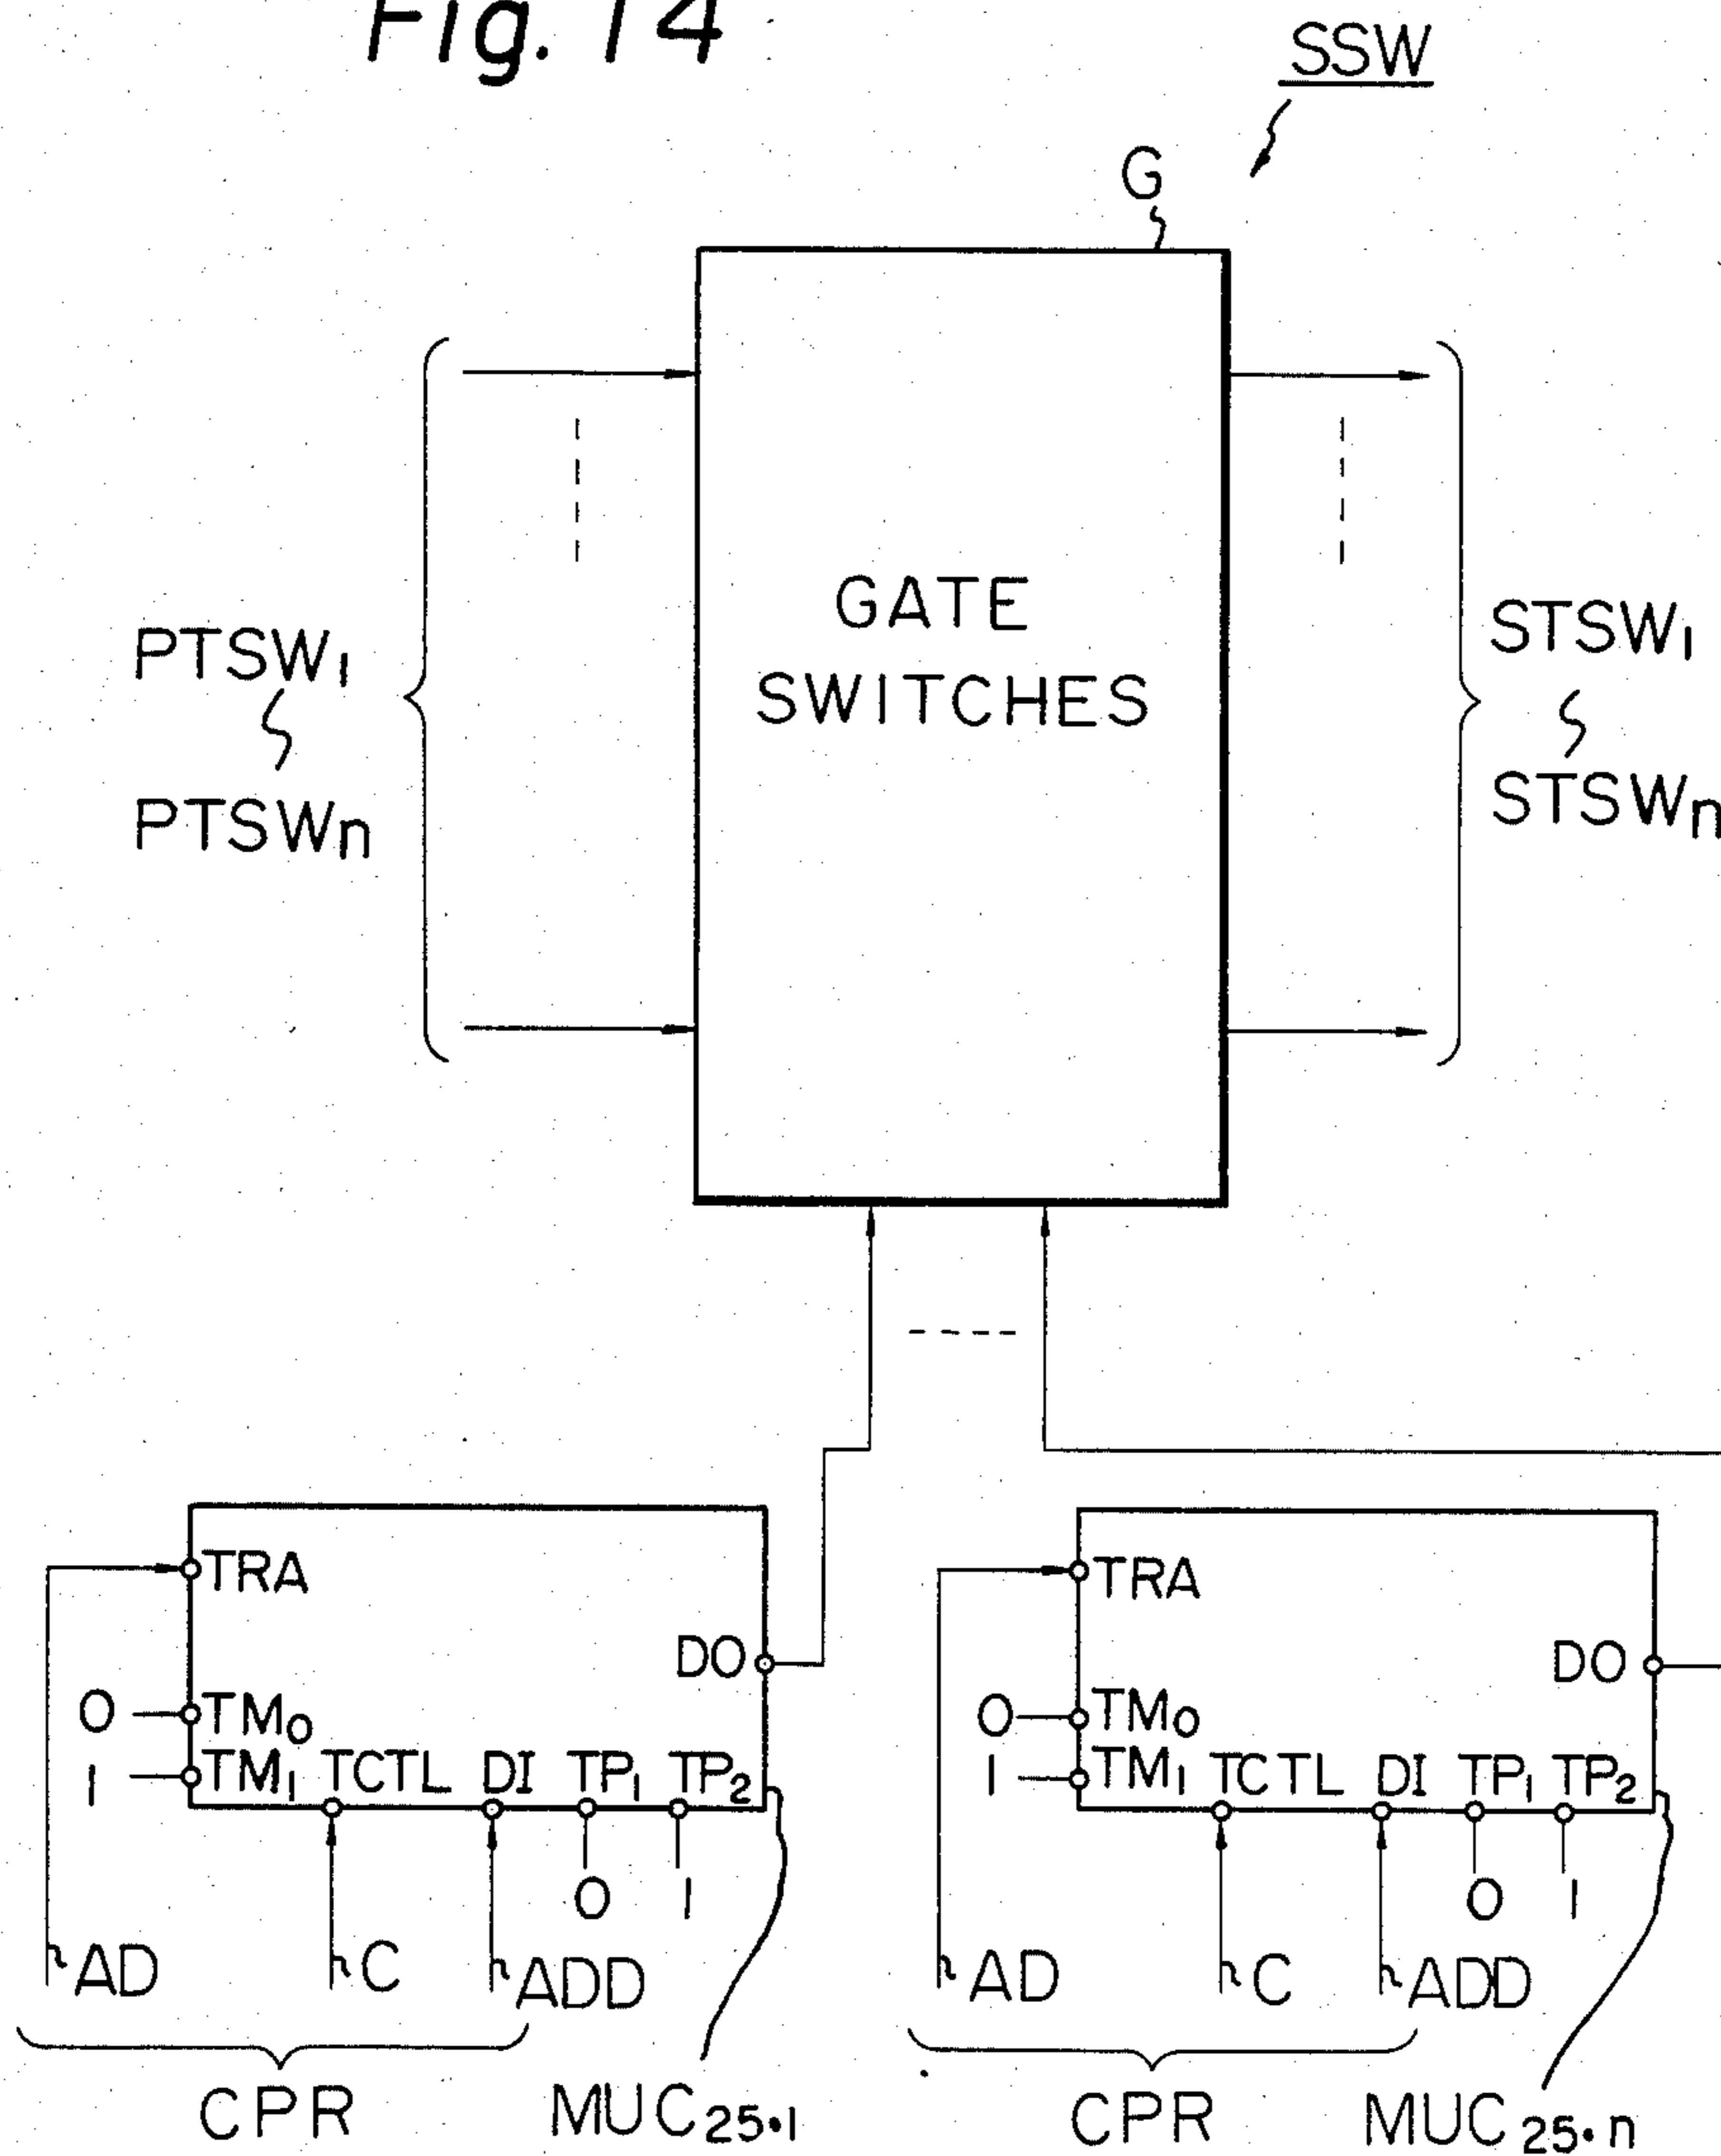 Fig. 14
SSW
G
GATE
SWITCHES
PTSW₁
PTSWn
STSW₁
STSWn
TRA
DO
0 TM₀
1 TM₁ TCTL DI TP₁ TP₂
0 1
AD C ADD
CPR
MUC₂₅.₁
TRA
DO
0 TM₀
1 TM₁ TCTL DI TP₁ TP₂
0 1
AD C ADD
CPR
MUC₂₅.n